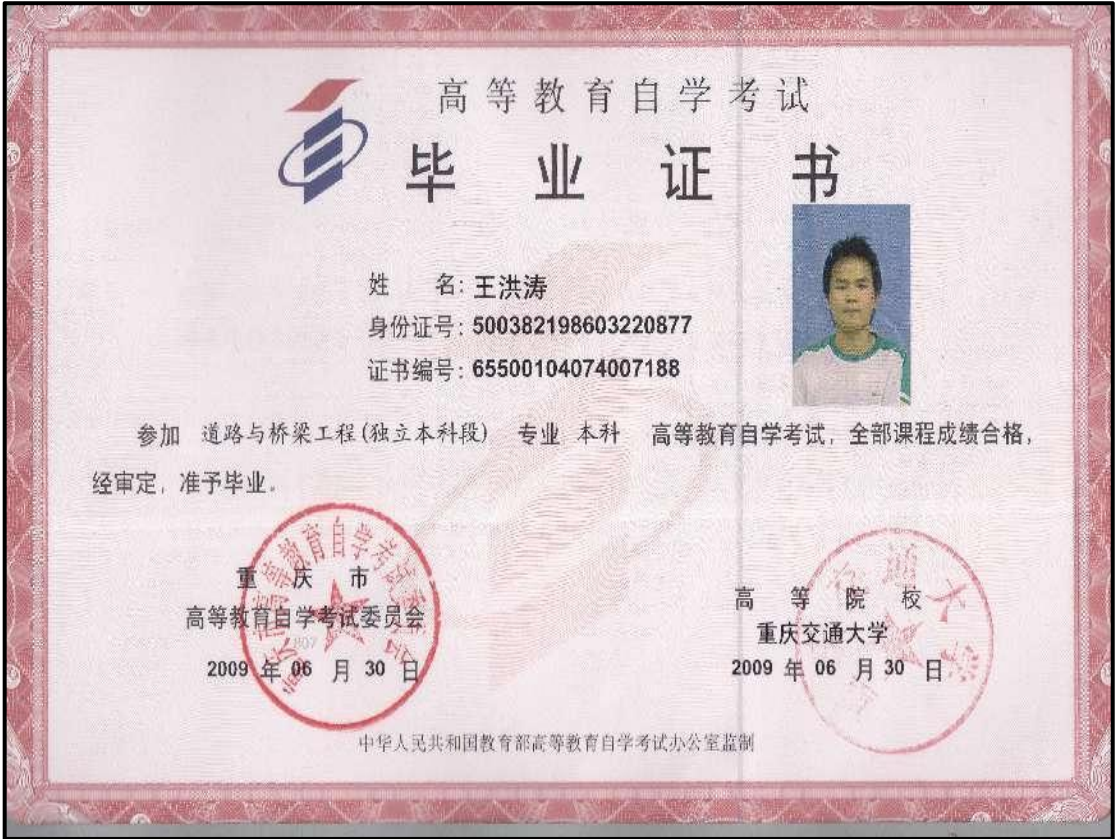 高等教育自学考试
毕业证书
姓 名：王洪涛
身份证号：500382198603220877
证书编号：65500104074007188
参加 道路与桥梁工程(独立本科段) 专业 本科 高等教育自学考试，全部课程成绩合格，
经审定，准予毕业.
重庆市
高等教育自学考试委员会
2009 年 06 月 30 日
高等院校
重庆交通大学
2009 年 06 月 30 日
中华人民共和国教育部高等教育自学考试办公室监制